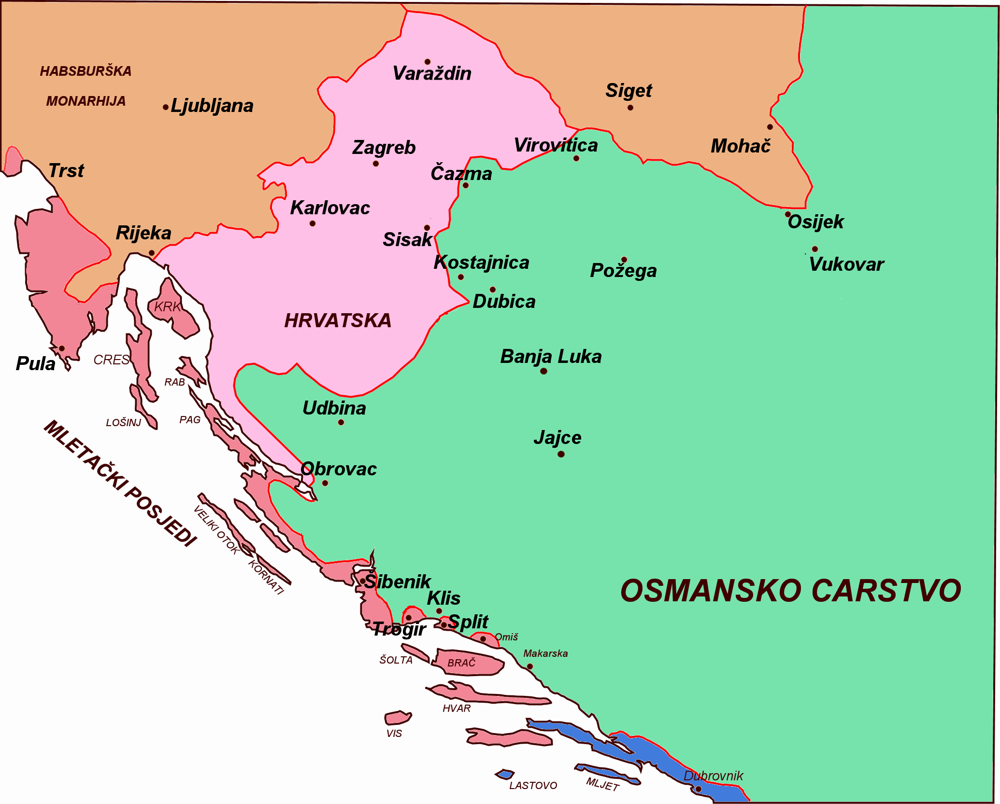 HABSBURŠKA
MONARHIJA
Ljubljana
Varaždin
Siget
Mohač
Virovitica
Zagreb
Čazma
Trst
Karlovac
Rijeka
Sisak
Osijek
Vukovar
Kostajnica
Požega
Dubica
KRK
HRVATSKA
Pula
CRES
Banja Luka
RAB
Udbina
LOŠINJ
PAG
Jajce
Obrovac
MLETAČKI POSJEDI
VELIKI OTOK
KORNATI
Šibenik
Klis
OSMANSKO CARSTVO
Trogir
Split
Omiš
Makarska
ŠOLTA
BRAČ
HVAR
VIS
LASTOVO
MLJET
Dubrovnik